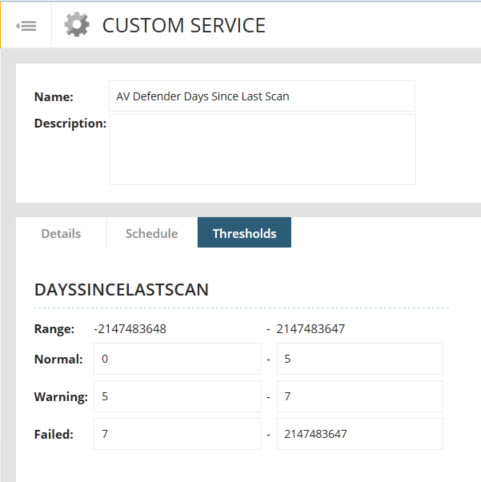 CUSTOM SERVICE
Name: AV Defender Days Since Last Scan
Description:
Details Schedule Thresholds
DAYSSINCELASTSCAN
Range: -2147483648 - 2147483647
Normal: 0 - 5
Warning: 5 - 7
Failed: 7 - 2147483647